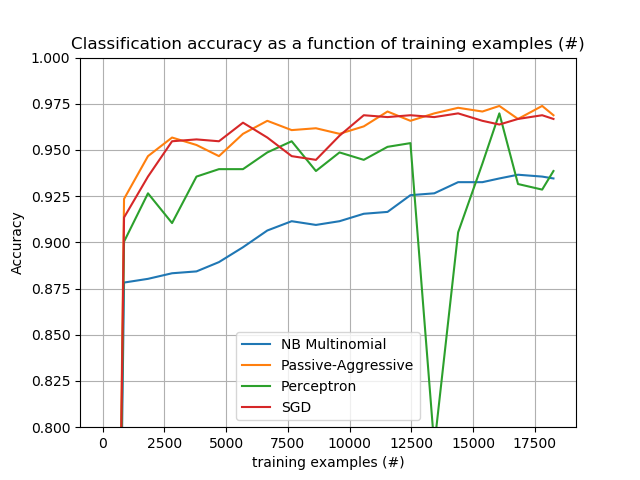 Classification accuracy as a function of training examples (#)
1.000
0.975
0.950
0.925
0.900
0.875
0.850
0.825
0.800
Accuracy
NB Multinomial
Passive-Aggressive
Perceptron
SGD
0 2500 5000 7500 10000 12500 15000 17500
training examples (#)